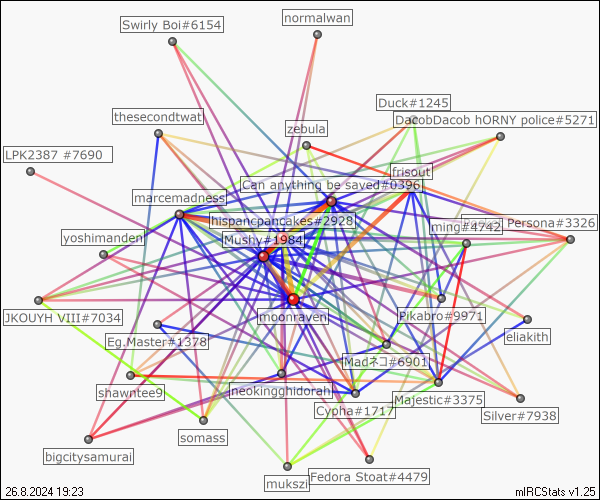 normalwan
Swirly Boi#6154
Duck#1245
thesecondtwat
DacobDacob hORNY police#5271
zebula
LPK2387 #7690
frisout
Can anything be saved#0396
marcemadness
hispancpancakes#2928
ming#4742
Persona#3326
yoshimanden
Mushy#1984
JKOUYH VIII#7034
moonraven
Pikabro#9971
eliakith
Eg.Master#1378
Madネコ#6901
shawntee9
neokingghidorah
Cypha#1717
Majestic#3375
Silver#7938
somass
bigcitysamurai
mukszi
Fedora Stoat#4479
26.8.2024 19:23
mIRCStats v1.25